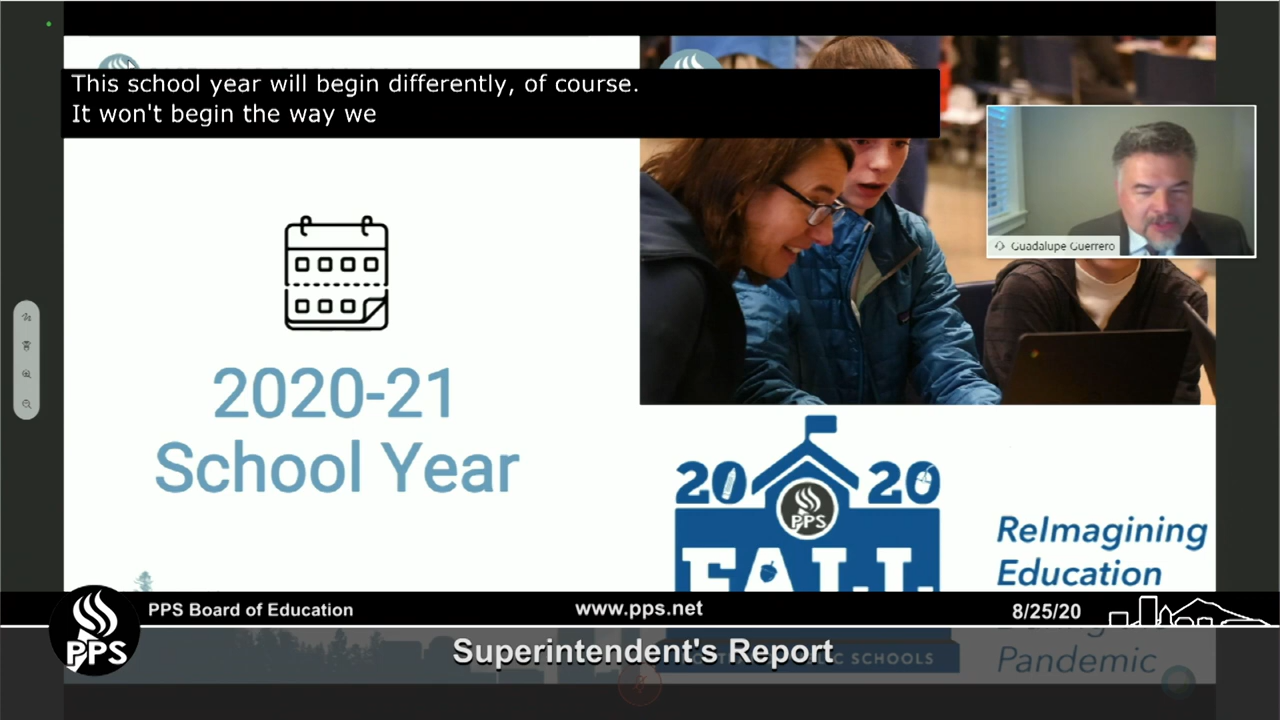 This school year will begin differently, of course.
It won't begin the way we
Guadalupe Guerrero
2020-21
School Year
2020
PPS
FALL
ReImagining
Education
Pandemic
PPS Board of Education
www.pps.net
8/25/20
PPS
Superintendent's Report
SCHOOLS